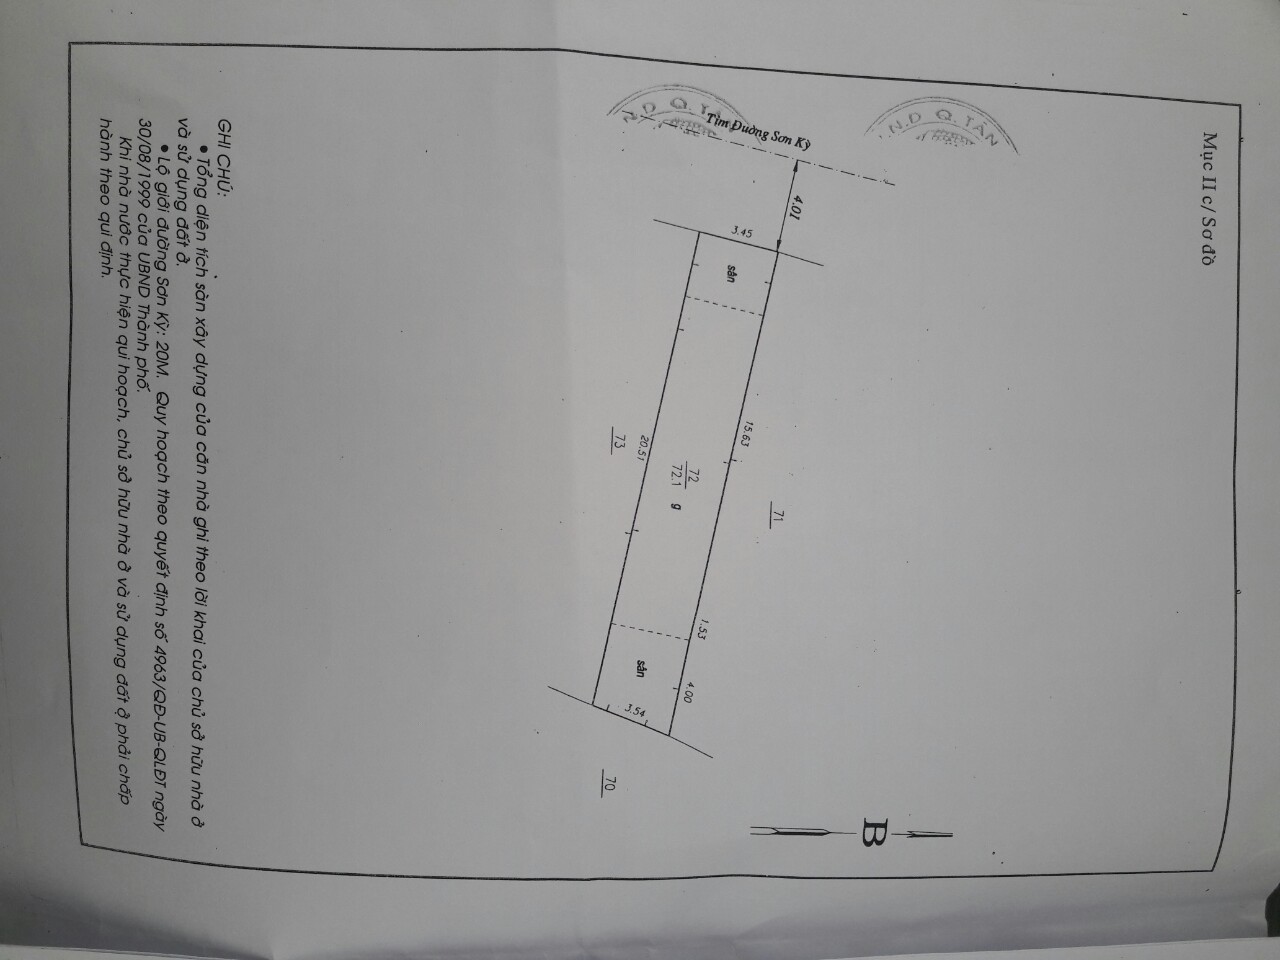 Mục II c/ Sơ đồ
.N.D Q. TÂN
N.D Q. TÂN
Tim Đường Sơn Kỳ
4.01
3.45
sân
15.63
71
20.51
73
72
72.1
g
1.53
sân
4.00
3.54
70
B
GHI CHÚ:
• Tổng diện tích sàn xây dựng của căn nhà ghi theo lời khai của chủ sở hữu nhà ở
và sử dụng đất ở.
• Lộ giới đường Sơn Kỳ: 20M. Quy hoạch theo quyết định số 4963/QĐ-UB-QLĐT ngày
30/08/1999 của UBND Thành phố.
Khi nhà nước thực hiện qui hoạch, chủ sở hữu nhà ở và sử dụng đất ở phải chấp
hành theo qui định.